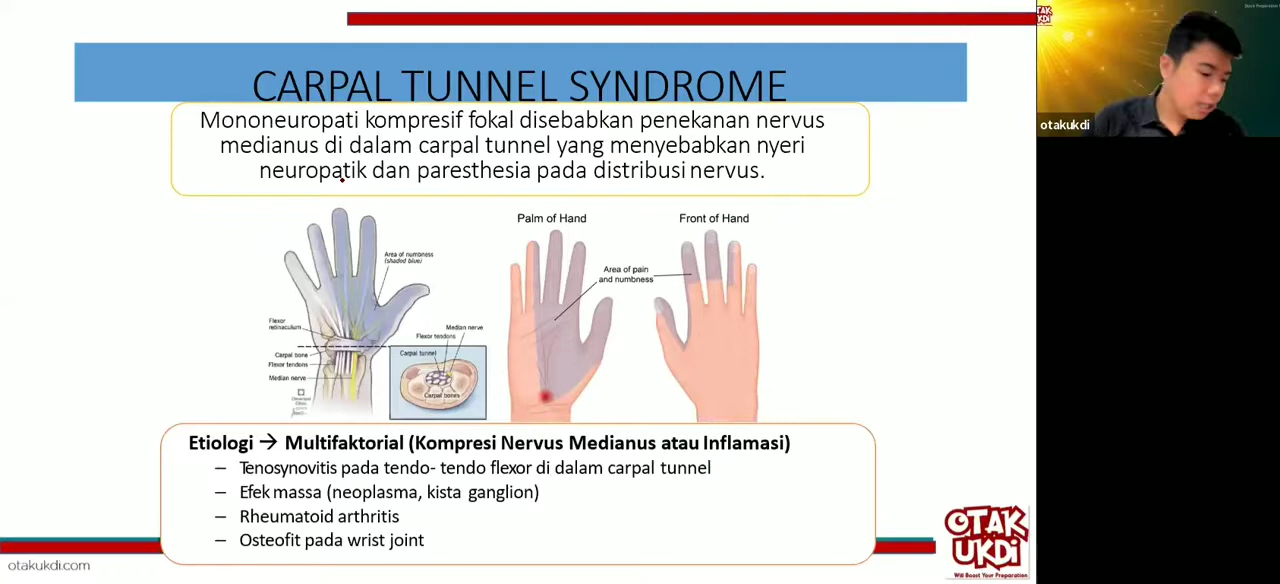 OTAK
UKDI
otakukdi
CARPAL TUNNEL SYNDROME
Mononeuropati kompresif fokal disebabkan penekanan nervus
medianus di dalam carpal tunnel yang menyebabkan nyeri
neuropatik dan paresthesia pada distribusi nervus.
Area of numbness
(shaded blue)
Flexor
retinaculum
Carpal bone
Flexor tendons
Median nerve
Median nerve
Flexor tendons
Carpal tunnel
Carpal bones
Palm of Hand
Front of Hand
Area of pain
and numbness
Etiologi → Multifaktorial (Kompresi Nervus Medianus atau Inflamasi)
– Tenosynovitis pada tendo- tendo flexor di dalam carpal tunnel
– Efek massa (neoplasma, kista ganglion)
– Rheumatoid arthritis
– Osteofit pada wrist joint
otakukdi.com
OTAK
UKDi
Will Boost Your Preparation